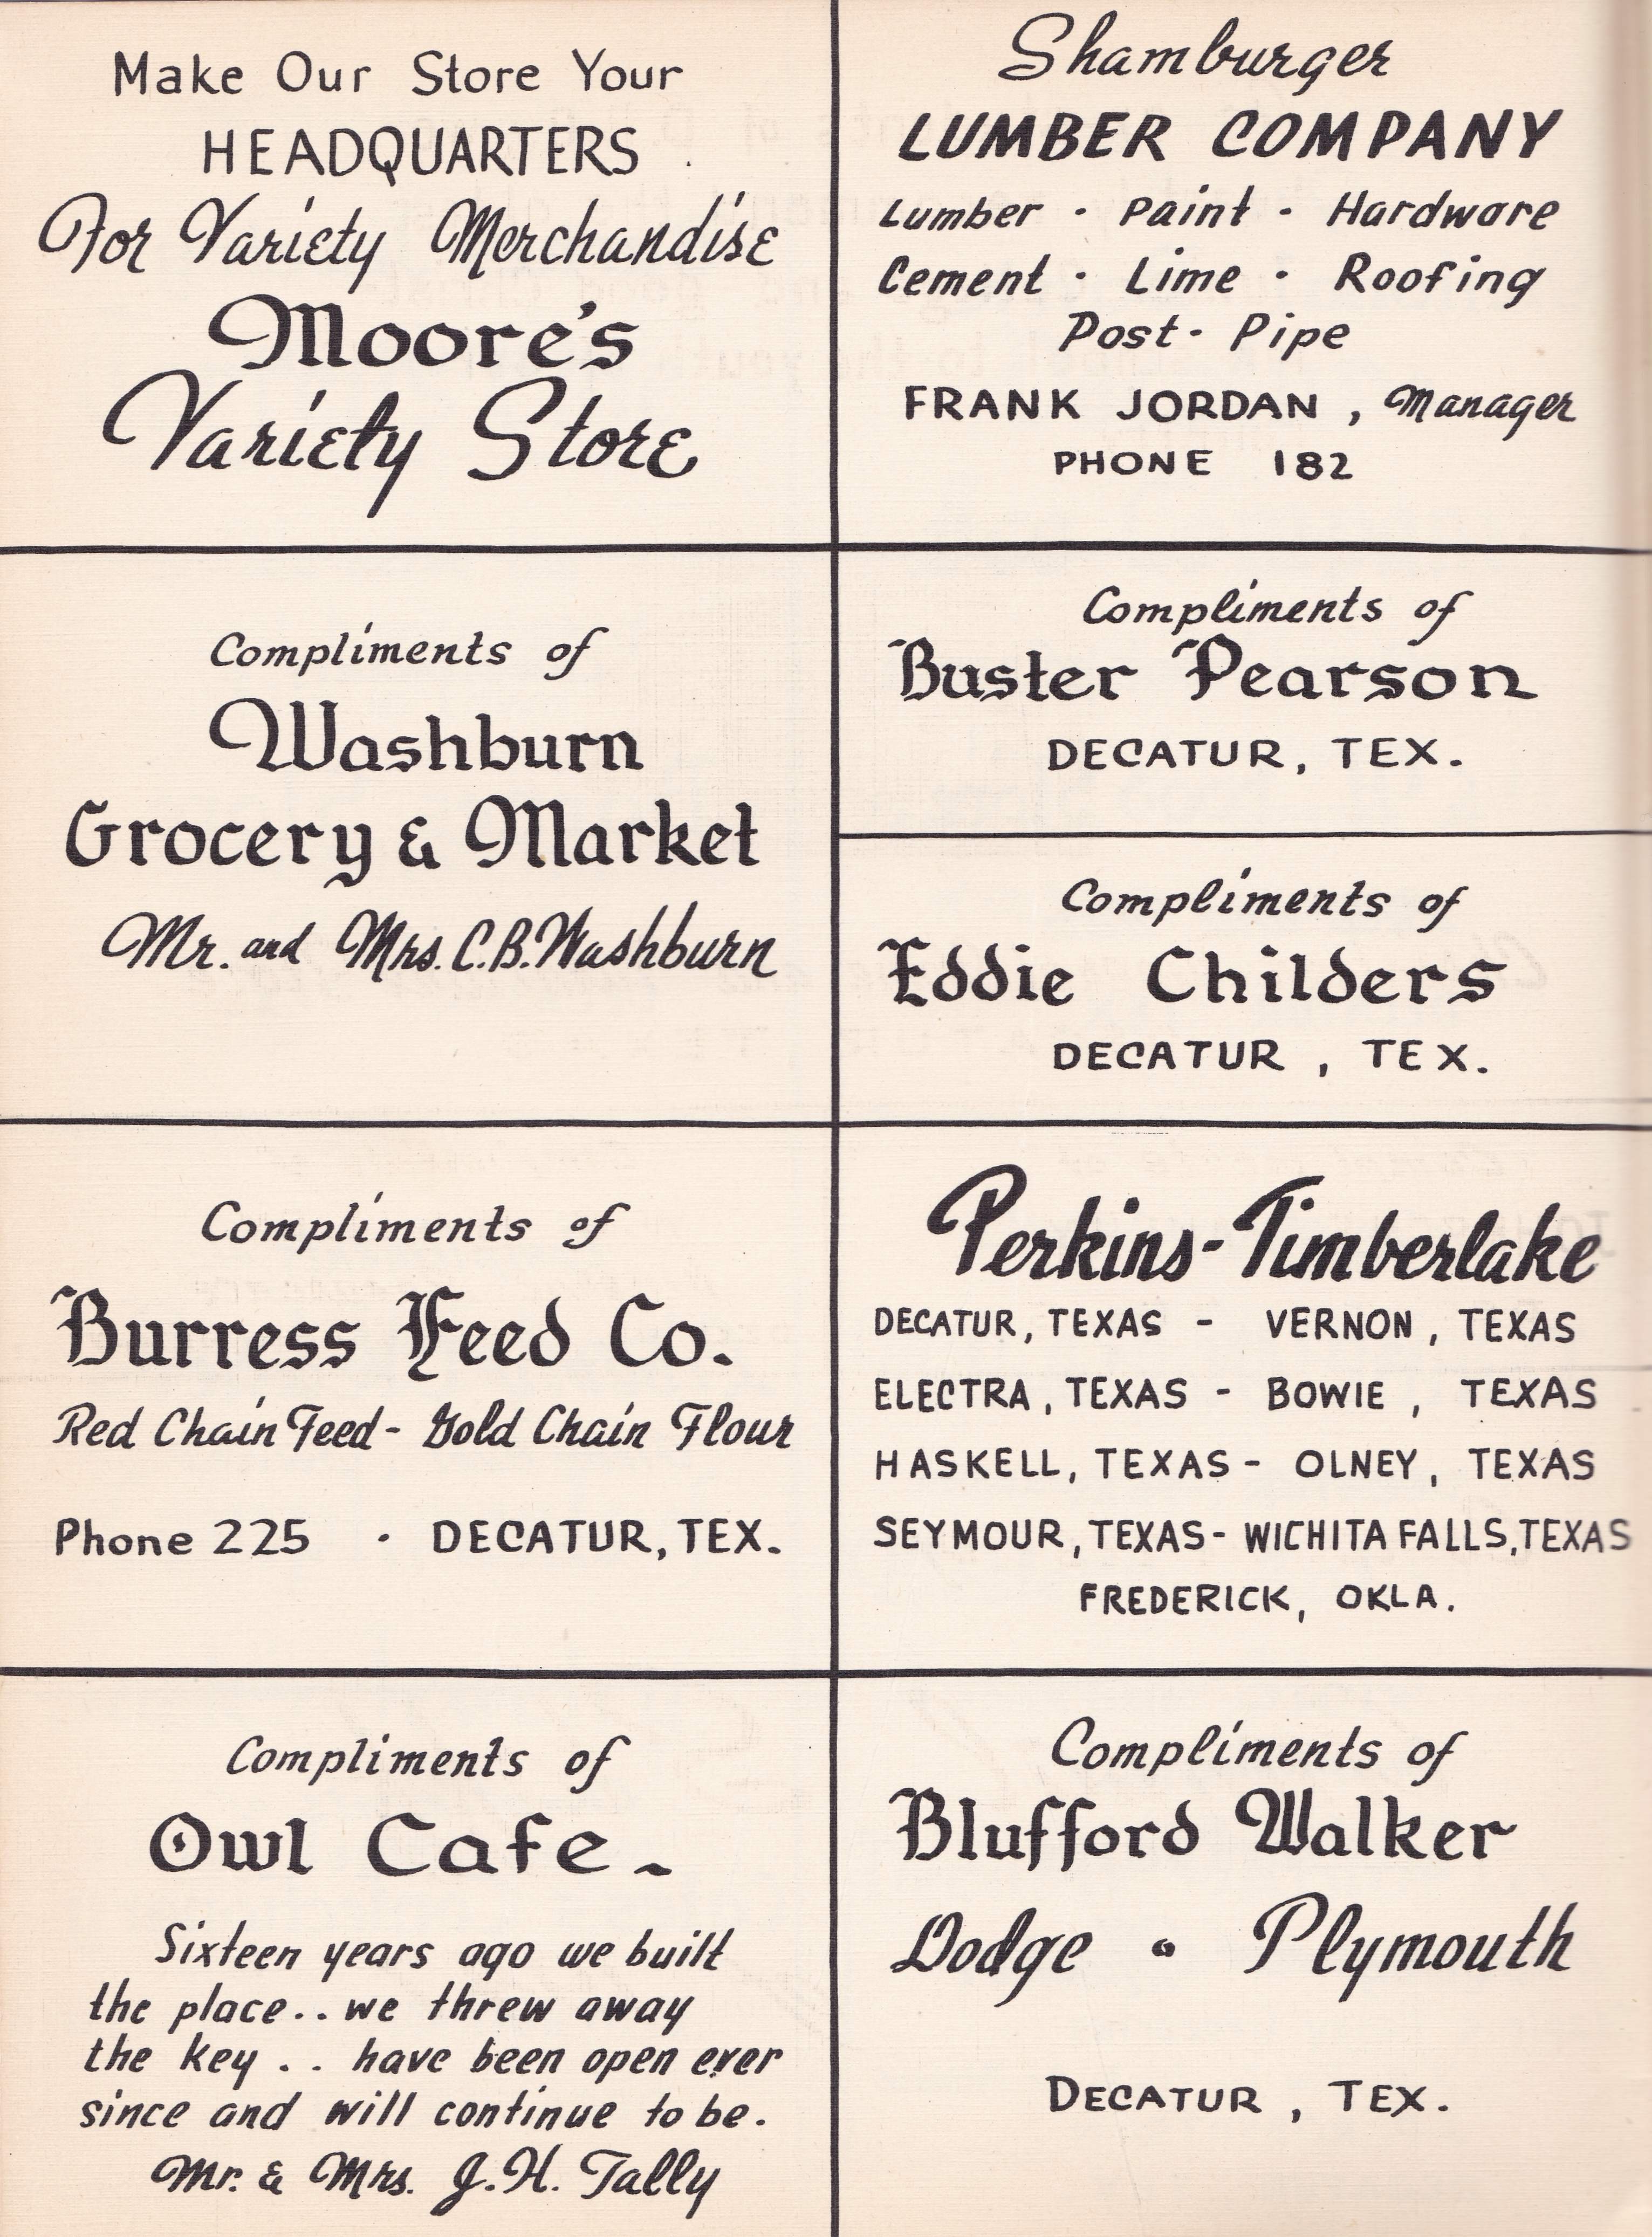 Make Our Store Your
HEADQUARTERS
For Variety Merchandise
Moore's
Variety Store
Shamburger
LUMBER COMPANY
Lumber - Paint - Hardware
Cement - Lime - Roofing
Post - Pipe
FRANK JORDAN, Manager
PHONE 182
Compliments of
Washburn
Grocery & Market
Mr. and Mrs. C.B. Washburn
Compliments of
Buster Pearson
DECATUR, TEX.
Compliments of
Eddie Childers
DECATUR, TEX.
Compliments of
Burress Feed Co.
Red Chain Feed - Gold Chain Flour
Phone 225 · DECATUR, TEX.
Perkins-Timberlake
DECATUR, TEXAS - VERNON, TEXAS
ELECTRA, TEXAS - BOWIE, TEXAS
HASKELL, TEXAS - OLNEY, TEXAS
SEYMOUR, TEXAS - WICHITA FALLS, TEXAS
FREDERICK, OKLA.
Compliments of
Owl Cafe ~
Sixteen years ago we built
the place.. we threw away
the key .. have been open ever
since and will continue to be.
Mr. & Mrs. J.H. Tally
Compliments of
Blufford Walker
Dodge • Plymouth
DECATUR, TEX.